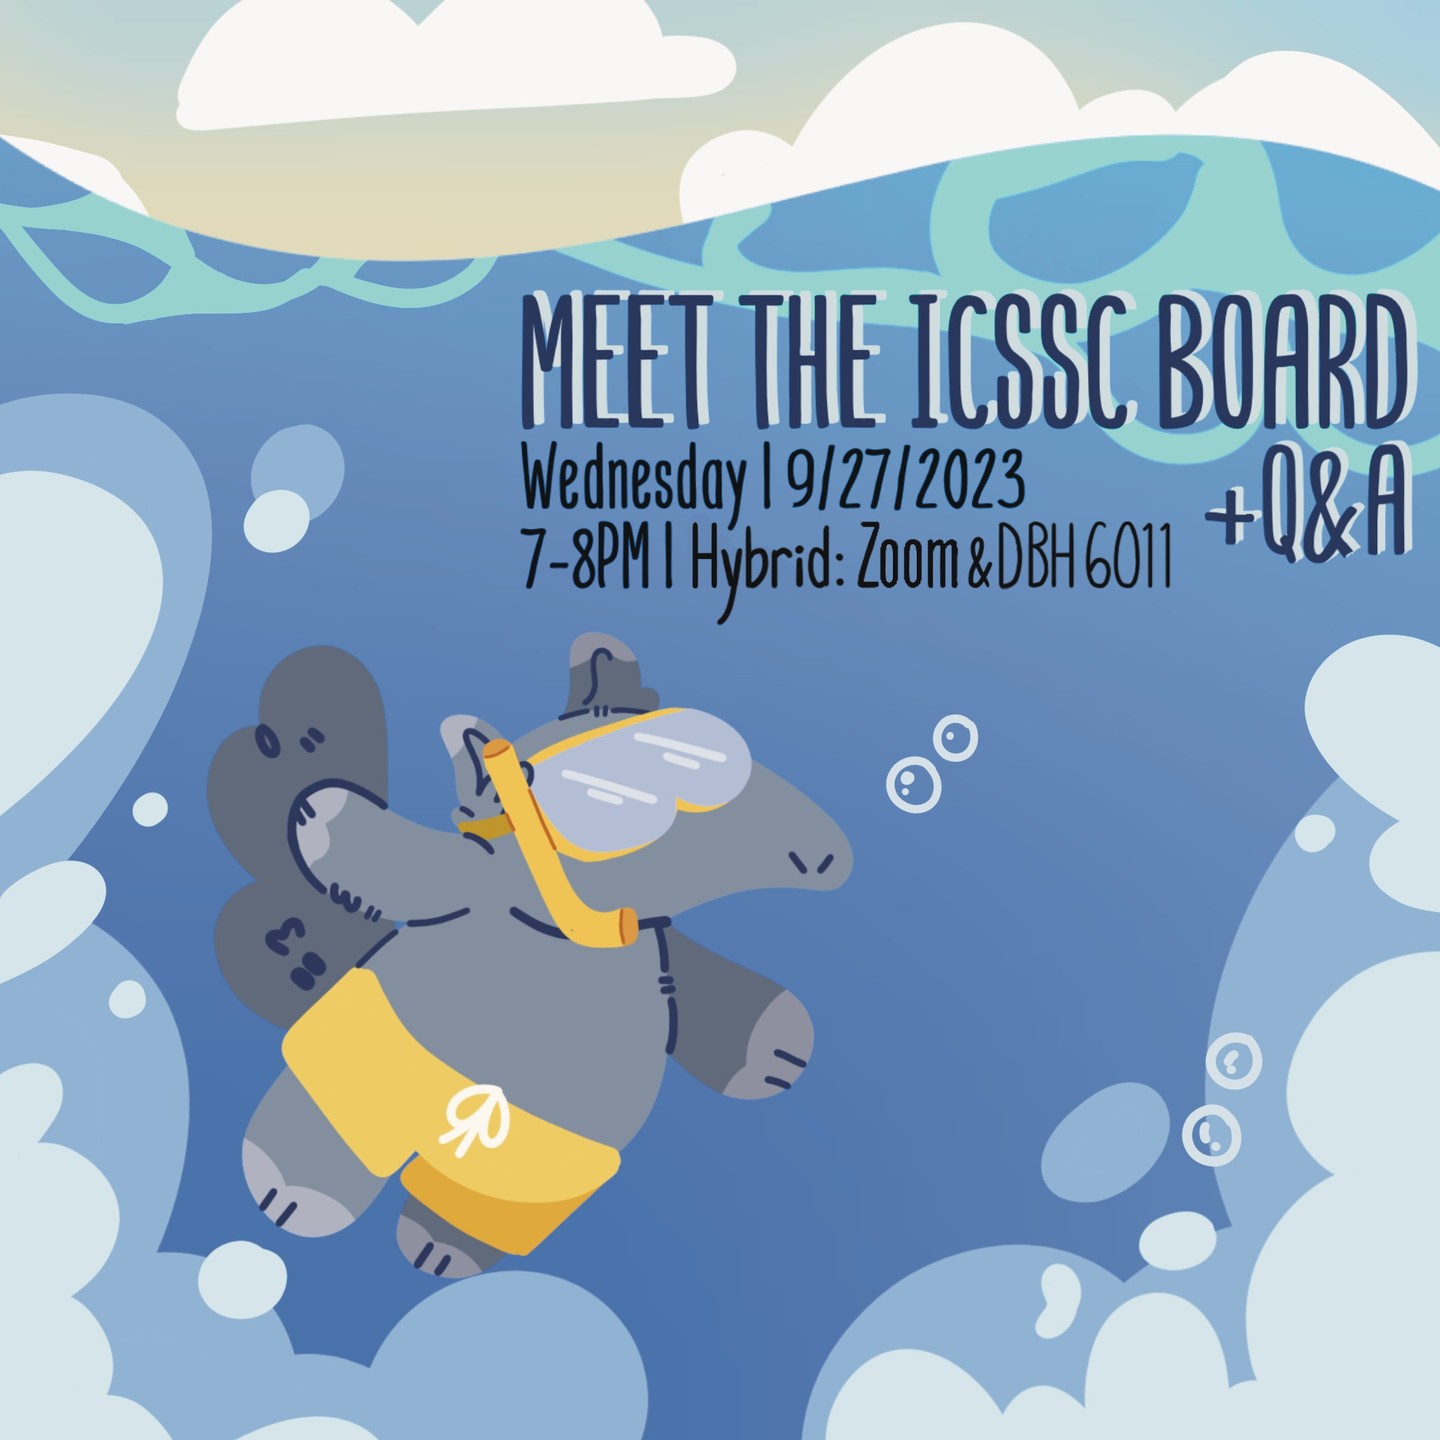 MEET THE ICSSC BOARD
+Q&A
Wednesday | 9/27/2023
7-8PM | Hybrid: Zoom & DBH 6011